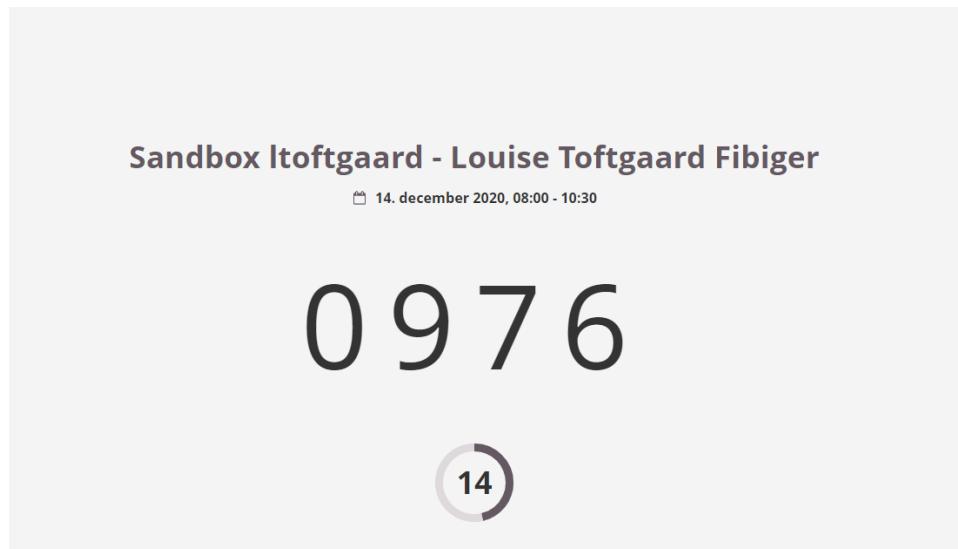 Sandbox ltoftgaard - Louise Toftgaard Fibiger
14. december 2020, 08:00 - 10:30
0976
14